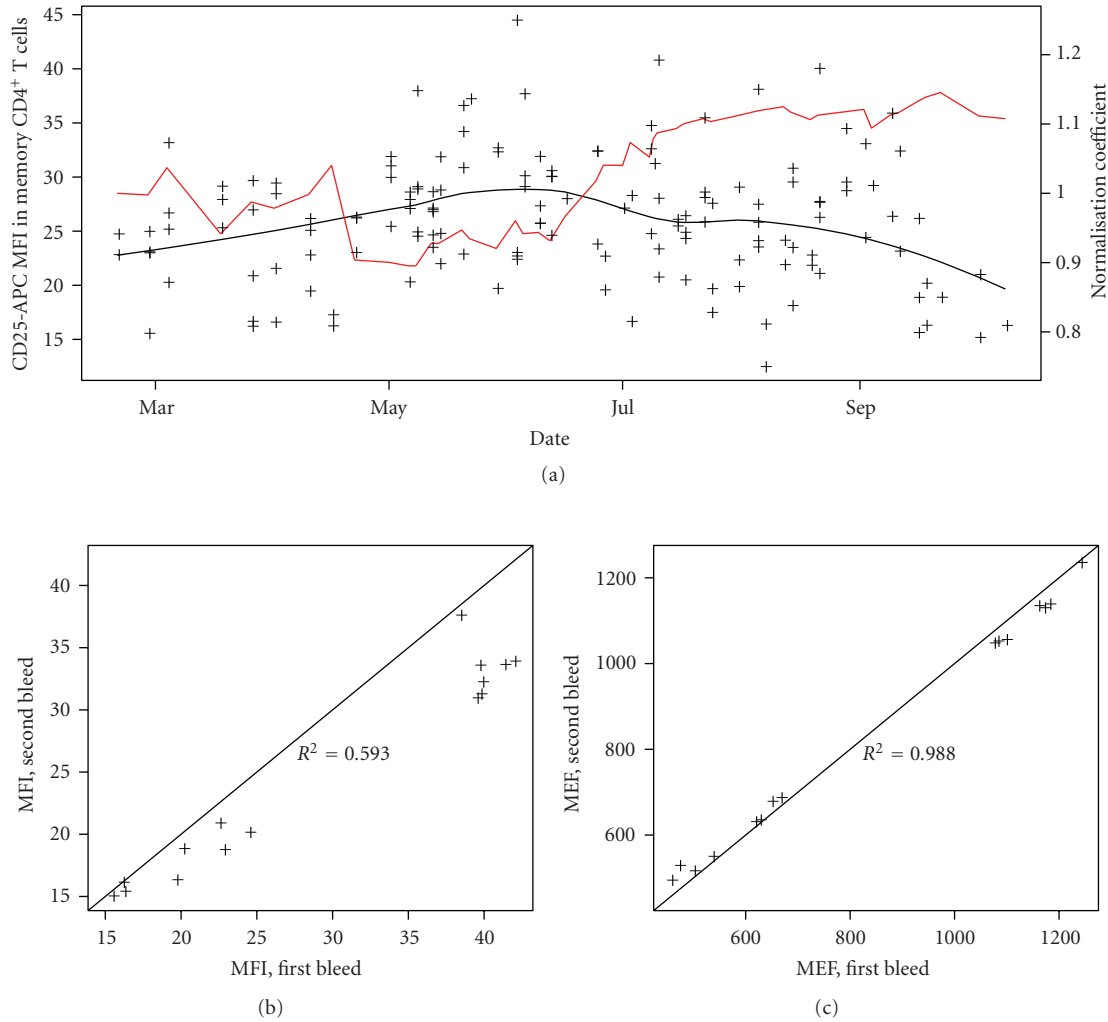 CD25-APC MFI in memory CD4⁺ T cells
45
40
35
30
25
20
15
1.2
1.1
1
0.9
0.8
Normalisation coefficient
Mar May Jul Sep
Date
(a)
MFI, second bleed
40
35
30
25
20
15
R² = 0.593
15 20 25 30 35 40
MFI, first bleed
(b)
MEF, second bleed
1200
1000
800
600
R² = 0.988
600 800 1000 1200
MEF, first bleed
(c)